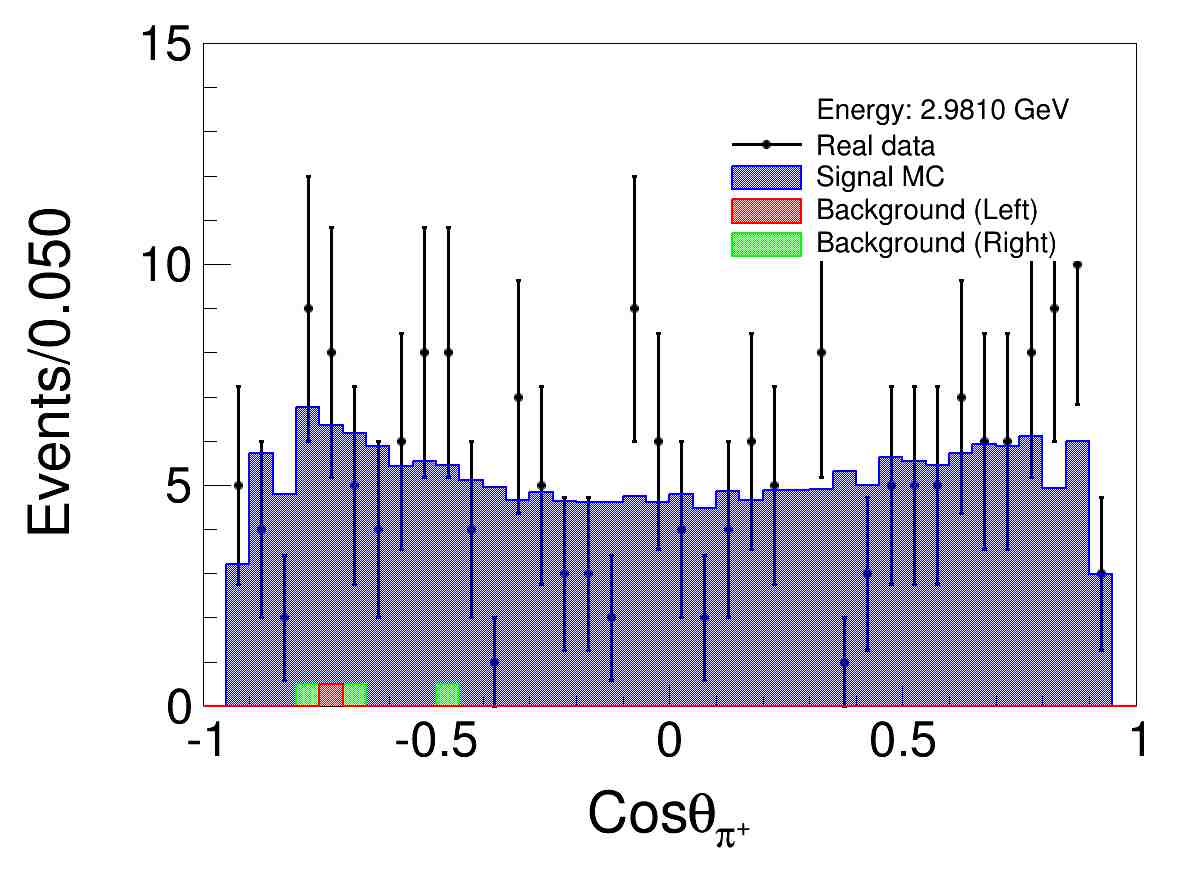 15
10
5
0
Events/0.050
Energy: 2.9810 GeV
Real data
Signal MC
Background (Left)
Background (Right)
-1 -0.5 0 0.5 1
Cosθπ+